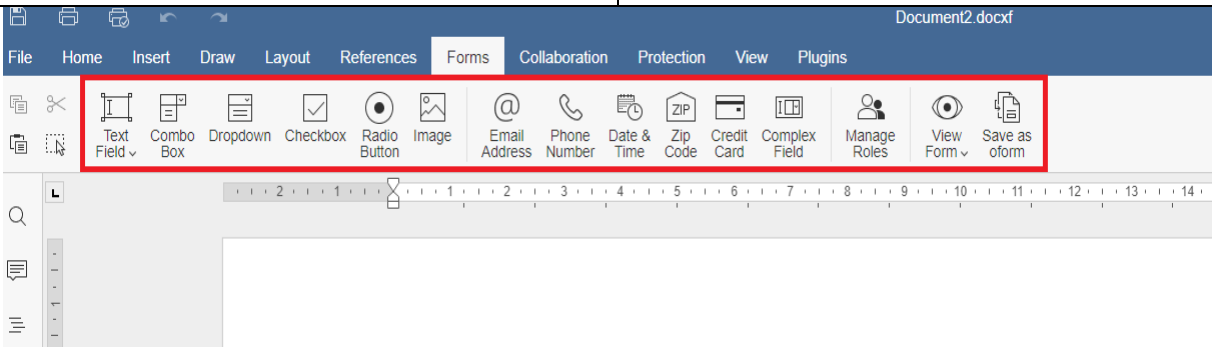 Document2.docxf
File Home Insert Draw Layout References Forms Collaboration Protection View Plugins
Text Field Combo Box Dropdown Checkbox Radio Button Image Email Address Phone Number Date & Time Zip Code Credit Card Complex Field Manage Roles View Form Save as oform
ZIP
L 2 1 1 2 3 4 5 6 7 8 9 10 11 12 13 14
1